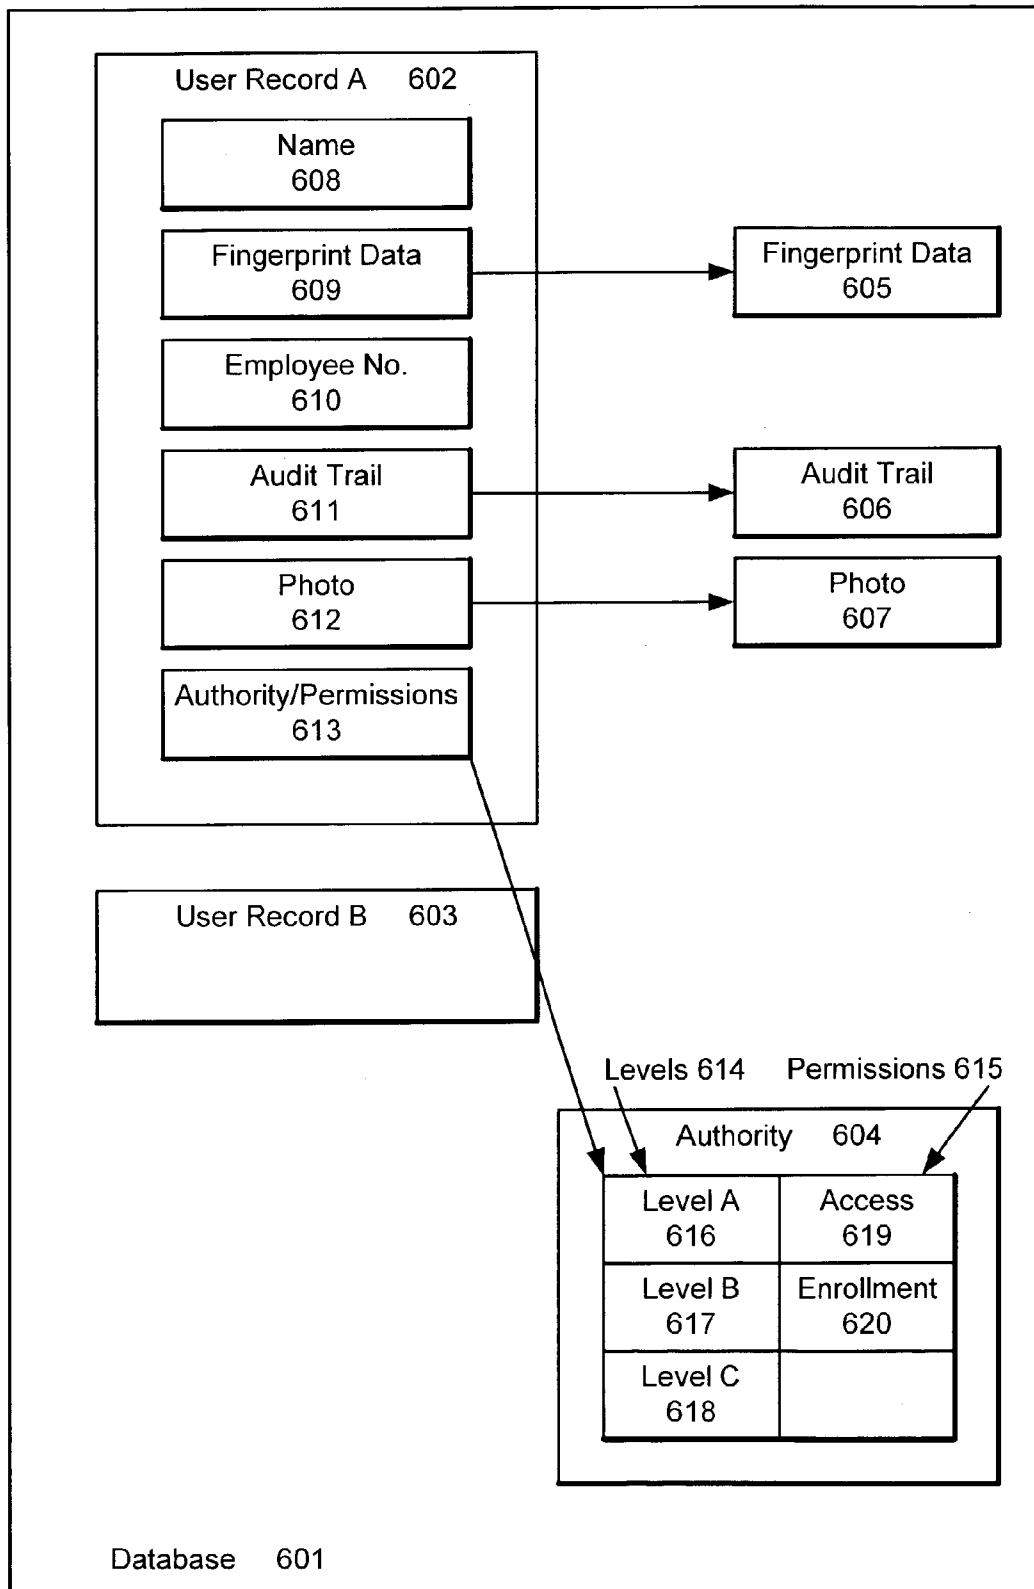 User Record A 602
Name
608
Fingerprint Data
609
Fingerprint Data
605
Employee No.
610
Audit Trail
611
Audit Trail
606
Photo
612
Photo
607
Authority/Permissions
613
User Record B 603
Levels 614 Permissions 615
Authority 604
Level A
616
Access
619
Level B
617
Enrollment
620
Level C
618
Database 601